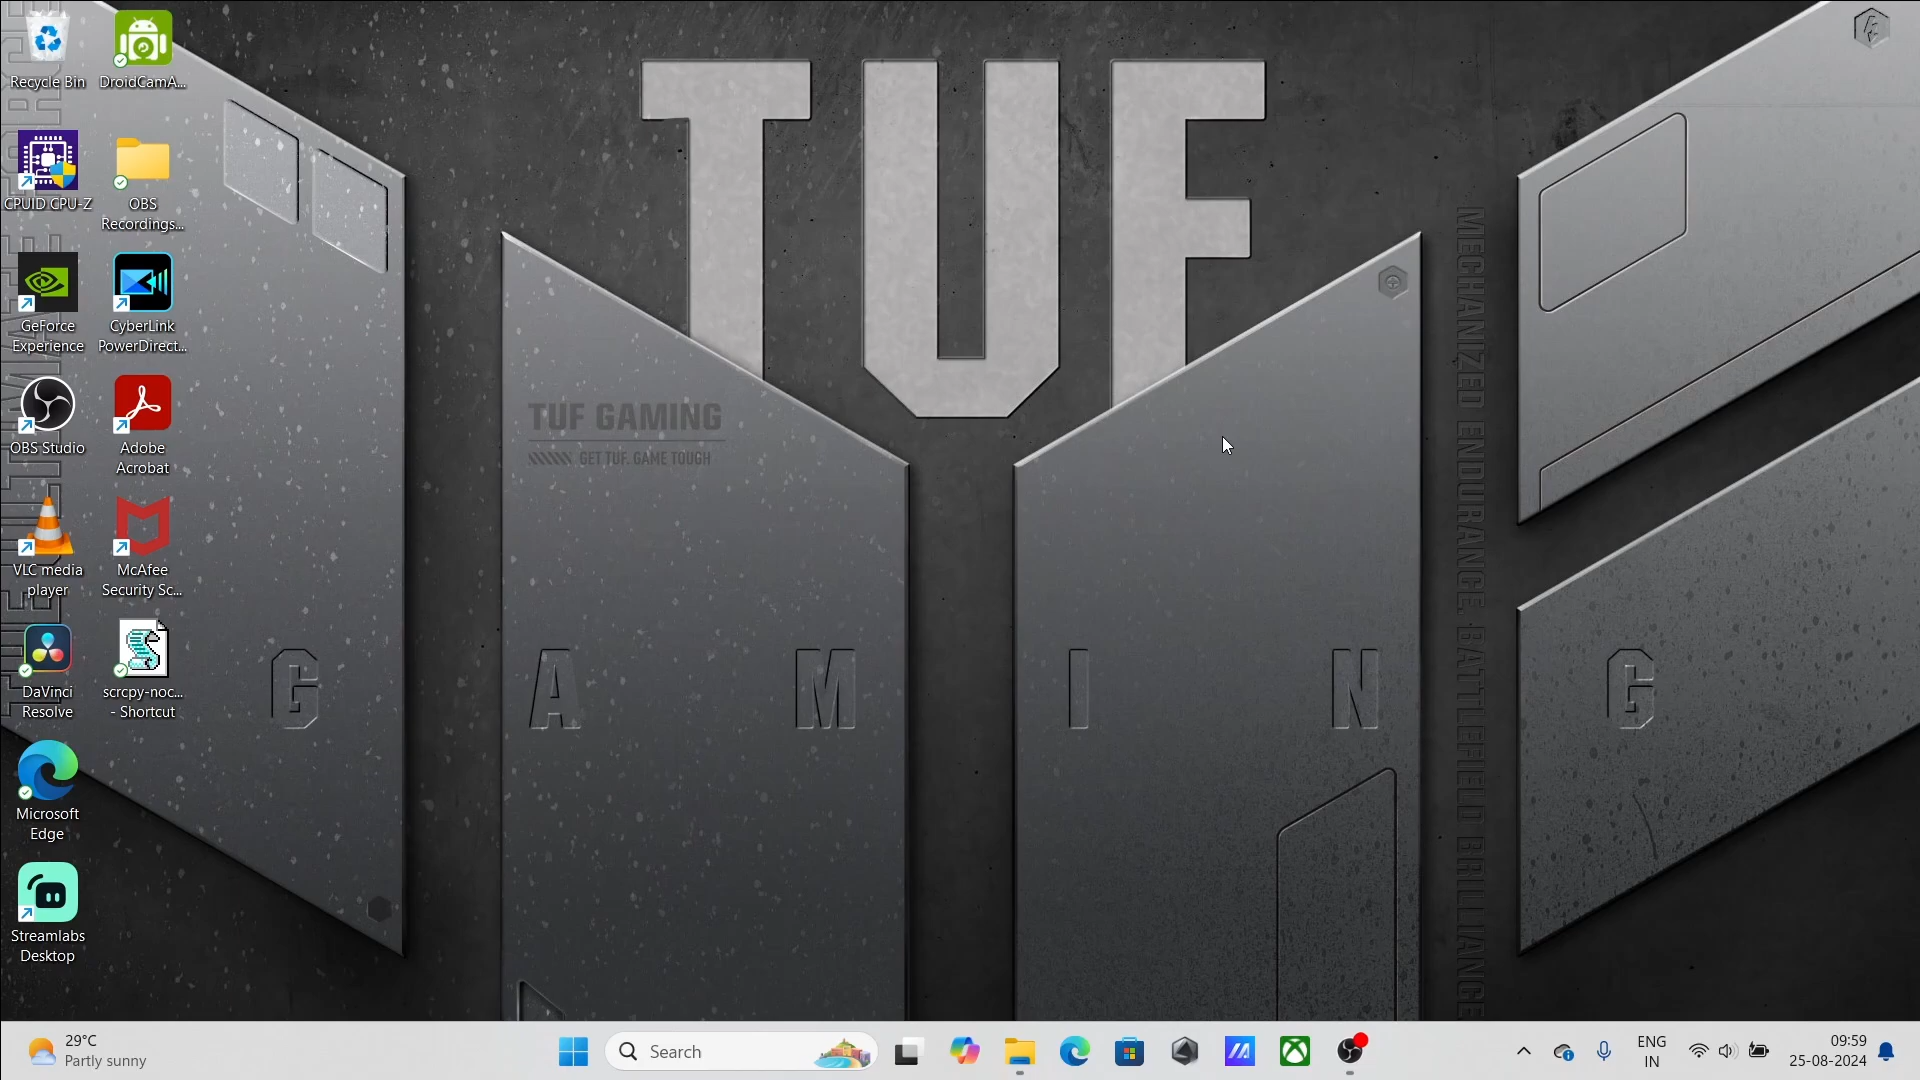 Recycle Bin
DroidCamA...
CPUID CPU-Z
OBS
Recordings...
GeForce
Experience
CyberLink
PowerDirect...
OBS Studio
Adobe
Acrobat
VLC media
player
McAfee
Security Sc...
DaVinci
Resolve
scrcpy-noc...
- Shortcut
Microsoft
Edge
Streamlabs
Desktop
TUF
TUF GAMING
GET TUF. GAME TOUGH
G A M I N G
MECHANIZED ENDURANCE. BATTLEFIELD BRILLIANCE
29°C
Partly sunny
Search
ENG
IN
09:59
25-08-2024